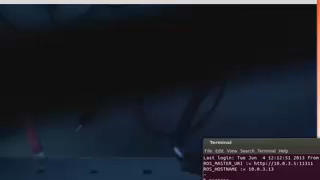 Terminal
File Edit View Search Terminal Help
Last login: Tue Jun 4 12:12:51 2013 from
ROS_MASTER_URI := http://10.0.3.5:11311
ROS_HOSTNAME := 10.0.3.13